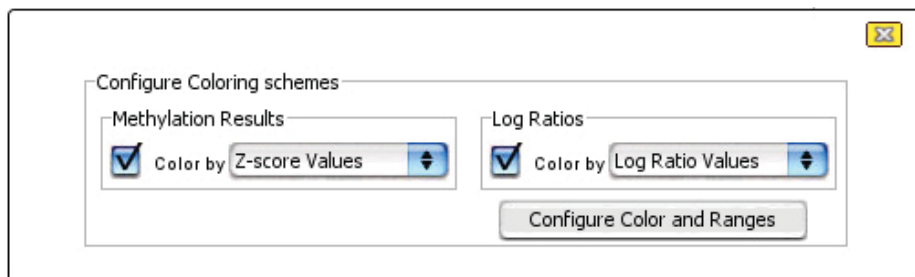 Configure Coloring schemes
Methylation Results
Log Ratios
Color by Z-score Values
Color by Log Ratio Values
Configure Color and Ranges